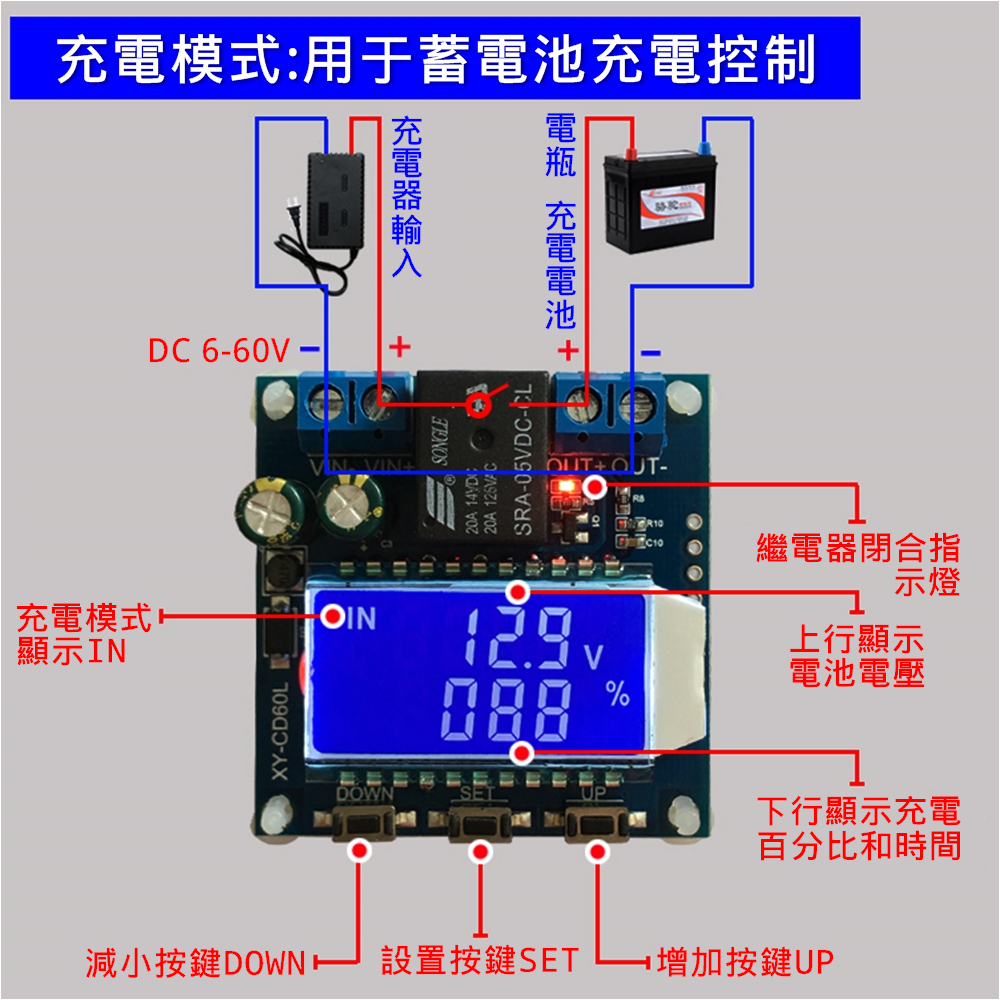 充電模式:用于蓄電池充電控制
充電器輸入
電瓶 充電電池
DC 6-60V
−
+
+
−
SONGLE
®
20A 14VDC
20A 125VAC
SRA-05VDC-CL
VIN- VIN+
OUT+ OUT-
R8
Q1
R10
C10
C3
繼電器閉合指
示燈
充電模式
顯示IN
IN
12.9 V
088 %
上行顯示
電池電壓
XY-CD60L
下行顯示充電
百分比和時間
DOWN
SET
UP
減小按鍵DOWN
設置按鍵SET
增加按鍵UP